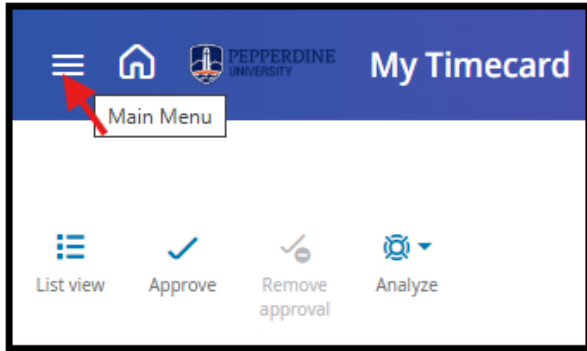 PEPPERDINE
UNIVERSITY
My Timecard
Main Menu
List view
Approve
Remove
approval
Analyze